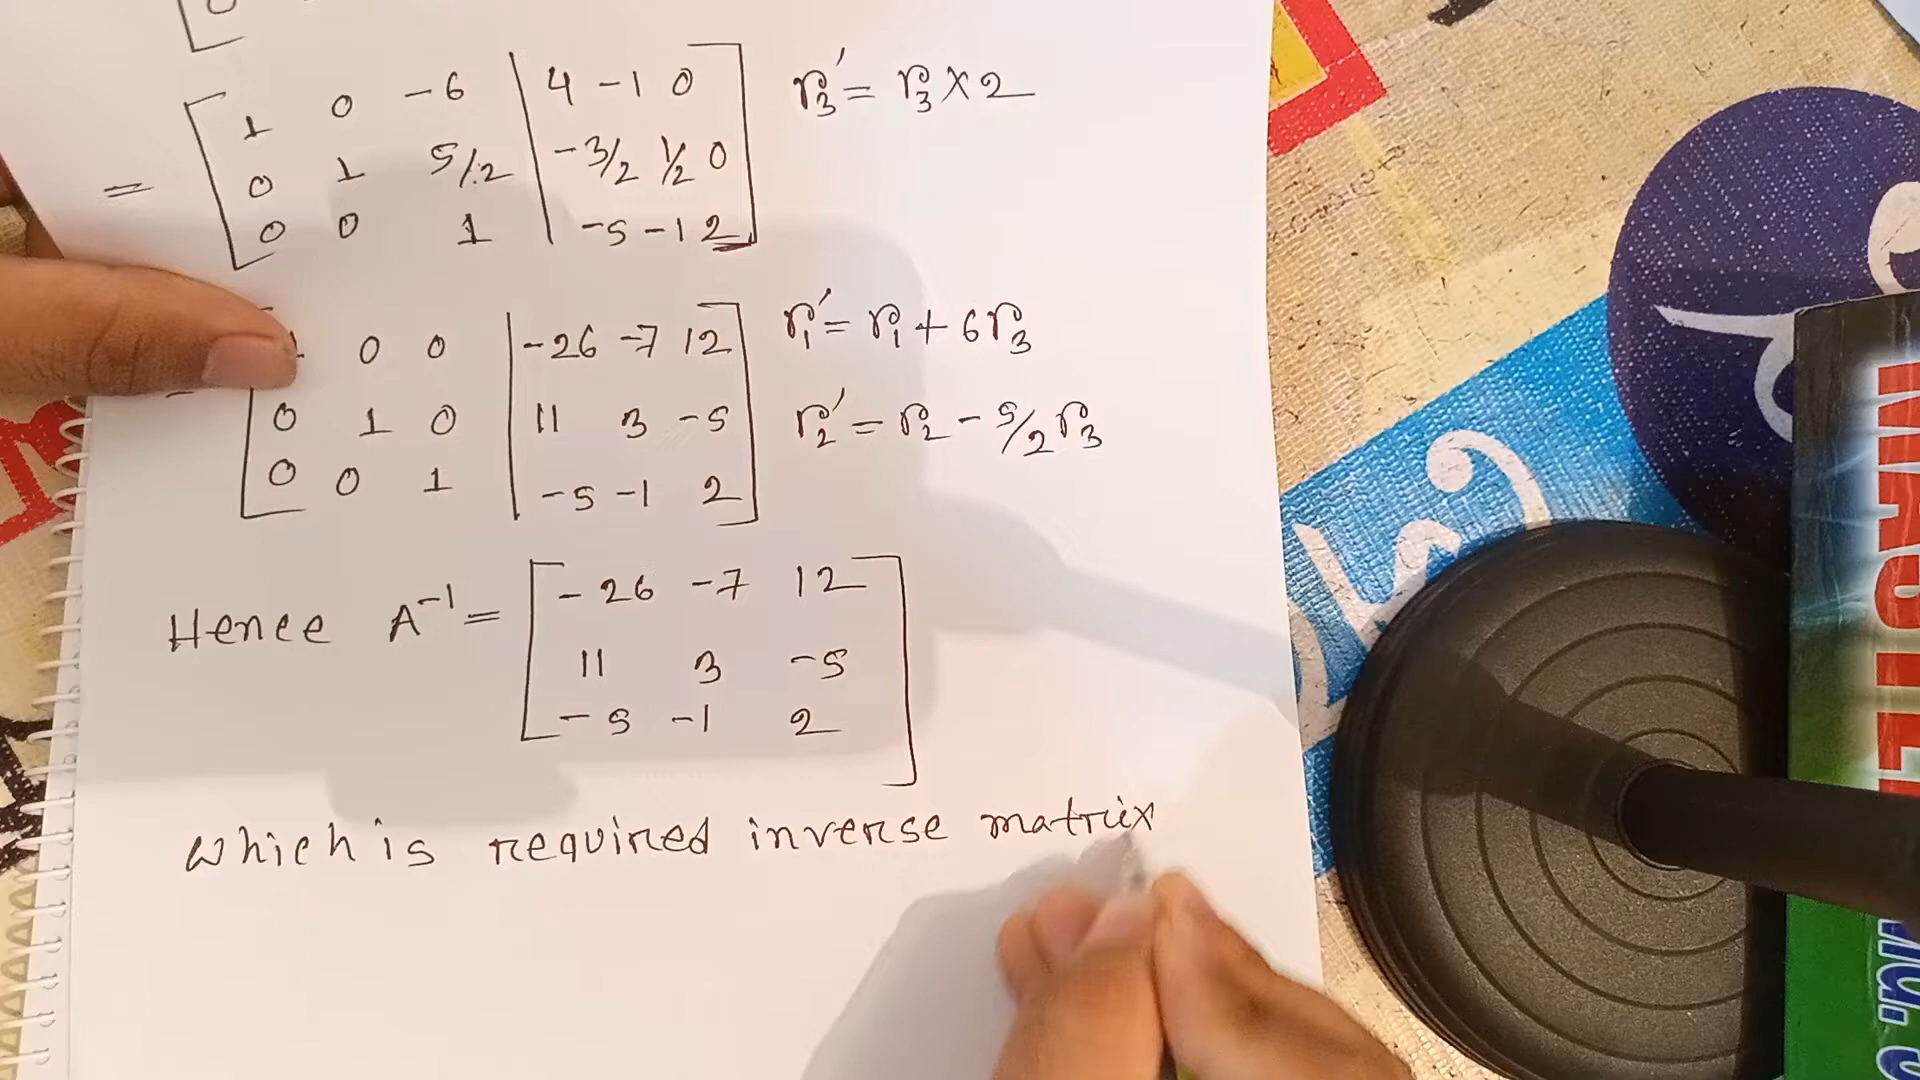 1 0 -6 | 4 -1 0 r₃′ = r₃ × 2
= 0 1 5/2 | -3/2 1/2 0
0 0 1 | -5 -1 2
1 0 0 | -26 -7 12 r₁′ = r₁ + 6r₃
0 1 0 | 11 3 -5 r₂′ = r₂ - 5/2 r₃
0 0 1 | -5 -1 2
Hence A⁻¹ =
-26 -7 12
11 3 -5
-5 -1 2
which is required inverse matrix